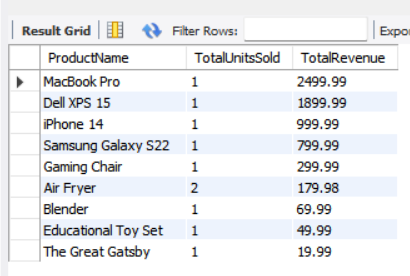 Result Grid Filter Rows: Expo
ProductName TotalUnitsSold TotalRevenue
MacBook Pro 1 2499.99
Dell XPS 15 1 1899.99
iPhone 14 1 999.99
Samsung Galaxy S22 1 799.99
Gaming Chair 1 299.99
Air Fryer 2 179.98
Blender 1 69.99
Educational Toy Set 1 49.99
The Great Gatsby 1 19.99